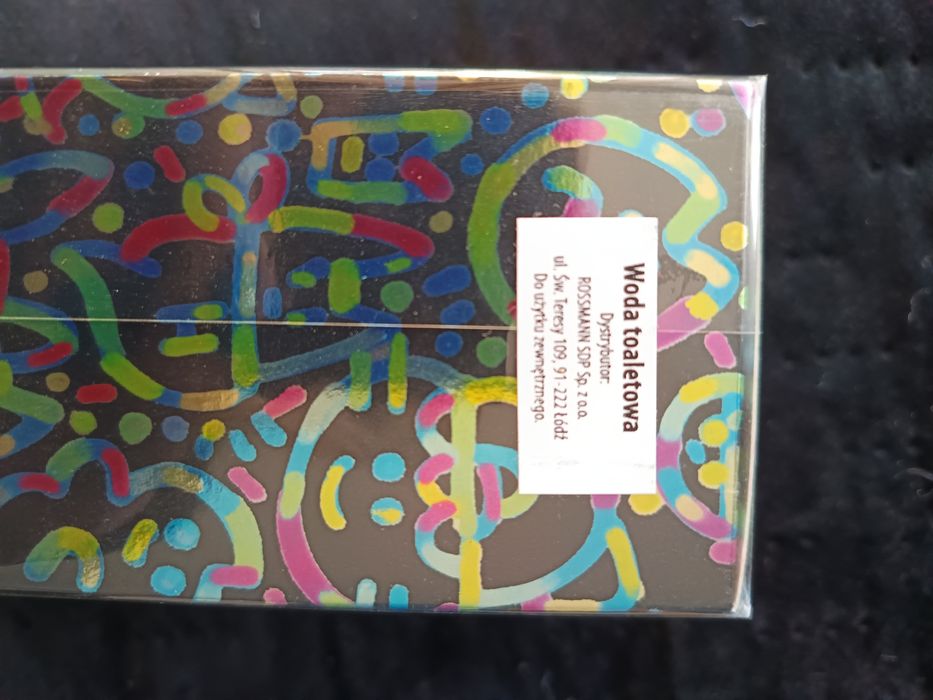 Woda toaletowa
Dystrybutor:
ROSSMANN SDP Sp. z o.o.
ul. Św. Teresy 109, 91-222 Łódź
Do użytku zewnętrznego.